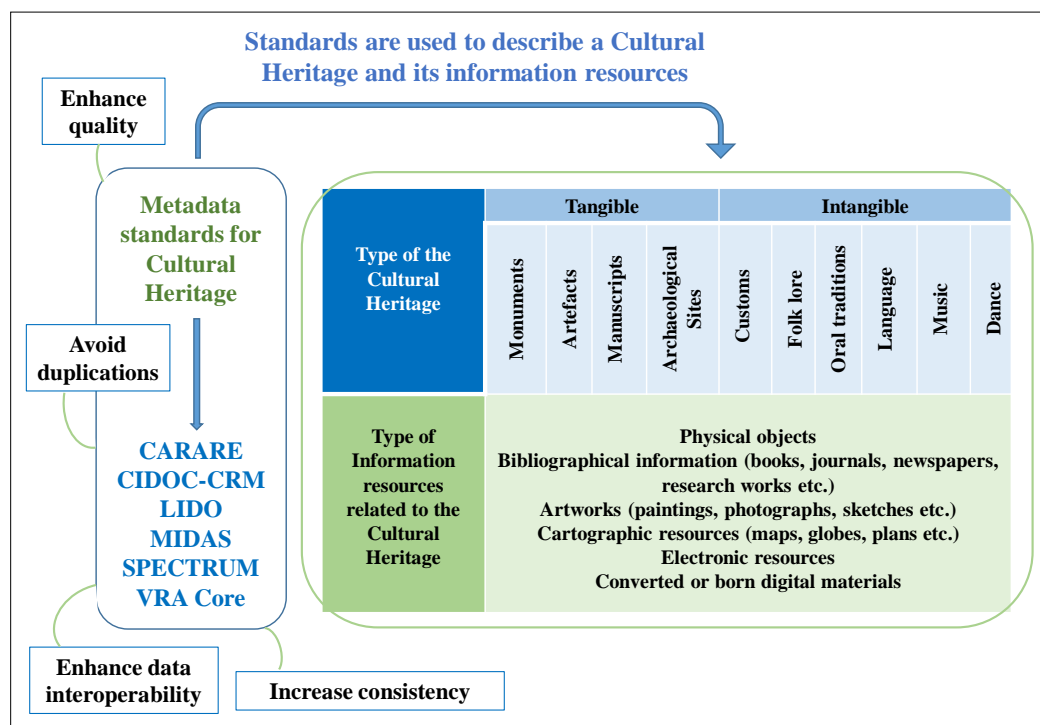 Standards are used to describe a Cultural
Heritage and its information resources
Enhance
quality
Metadata
standards for
Cultural
Heritage
Avoid
duplications
CARARE
CIDOC-CRM
LIDO
MIDAS
SPECTRUM
VRA Core
Enhance data
interoperability
Increase consistency
Type of the
Cultural
Heritage
Tangible
Intangible
Monuments
Artefacts
Manuscripts
Archaeological
Sites
Customs
Folk lore
Oral traditions
Language
Music
Dance
Type of
Information
resources
related to the
Cultural
Heritage
Physical objects
Bibliographical information (books, journals, newspapers,
research works etc.)
Artworks (paintings, photographs, sketches etc.)
Cartographic resources (maps, globes, plans etc.)
Electronic resources
Converted or born digital materials